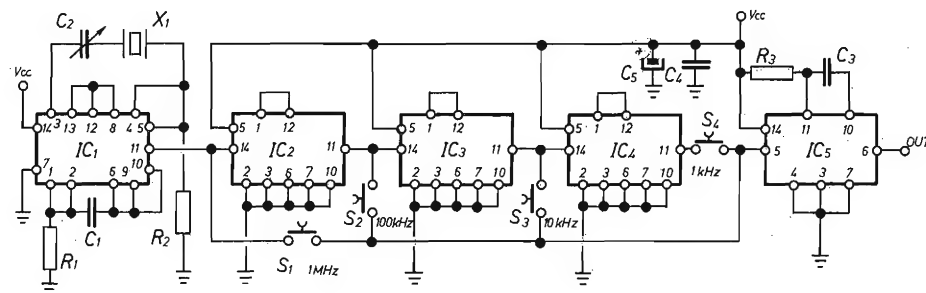 C2 X1 Vcc
Vcc R3 C3
C5 C4
14 3 13 12 8 4 5 1 12 1 12 1 12 14 11 10
5 5 5 S4
IC1 11 14 IC2 11 14 IC3 11 14 IC4 11 5 IC5 6 OUT
7 10 1kHz
1 2 6 9 2 3 6 7 10 2 3 6 7 10 2 3 6 7 10 4 3 7
C1 S2 100kHz S3 10kHz
R1 R2 S1 1MHz